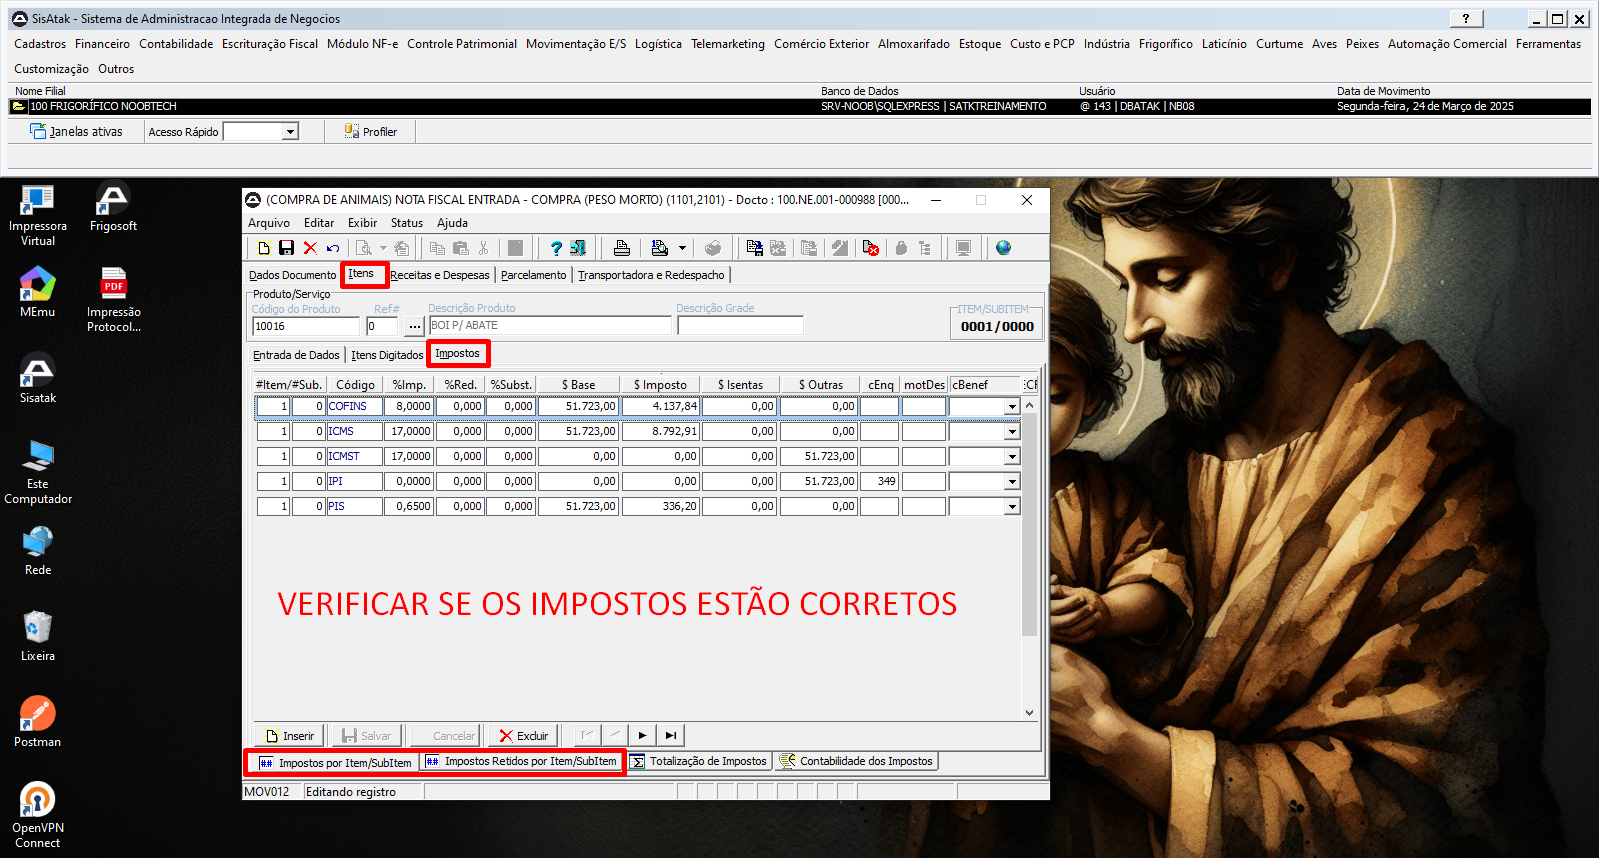 SisAtak - Sistema de Administracao Integrada de Negocios
?
Cadastros Financeiro Contabilidade Escrituração Fiscal Módulo NF-e Controle Patrimonial Movimentação E/S Logística Telemarketing Comércio Exterior Almoxarifado Estoque Custo e PCP Indústria Frigorífico Laticínio Curtume Aves Peixes Automação Comercial Ferramentas
Customização Outros
Nome Filial Banco de Dados Usuário Data de Movimento
100 FRIGORÍFICO NOOBTECH SRV-NOOB\SQLEXPRESS | SATKTREINAMENTO @ 143 | DBATAK | NB08 Segunda-feira, 24 de Março de 2025
Janelas ativas Acesso Rápido Profiler
Impressora Virtual
Frigosoft
MEmu
PDF
Impressão Protocol...
Sisatak
Este Computador
Rede
Lixeira
Postman
OpenVPN Connect
(COMPRA DE ANIMAIS) NOTA FISCAL ENTRADA - COMPRA (PESO MORTO) (1101,2101) - Docto : 100.NE.001-000988 [000...
Arquivo Editar Exibir Status Ajuda
Dados Documento Itens Receitas e Despesas Parcelamento Transportadora e Redespacho
Produto/Serviço
Código do Produto Ref# Descrição Produto Descrição Grade ITEM/SUBITEM
10016 0 ... BOI P/ ABATE 0001/0000
Entrada de Dados Itens Digitados Impostos
#Item/#Sub. Código %Imp. %Red. %Subst. $ Base $ Imposto $ Isentas $ Outras cEnq motDes cBenef :CF
1 0 COFINS 8,0000 0,000 0,000 51.723,00 4.137,84 0,00 0,00
1 0 ICMS 17,0000 0,000 0,000 51.723,00 8.792,91 0,00 0,00
1 0 ICMST 17,0000 0,000 0,000 0,00 0,00 0,00 51.723,00
1 0 IPI 0,0000 0,000 0,000 0,00 0,00 0,00 51.723,00 349
1 0 PIS 0,6500 0,000 0,000 51.723,00 336,20 0,00 0,00
VERIFICAR SE OS IMPOSTOS ESTÃO CORRETOS
Inserir Salvar Cancelar Excluir
## Impostos por Item/SubItem ## Impostos Retidos por Item/SubItem Σ Totalização de Impostos Contabilidade dos Impostos
MOV012 Editando registro